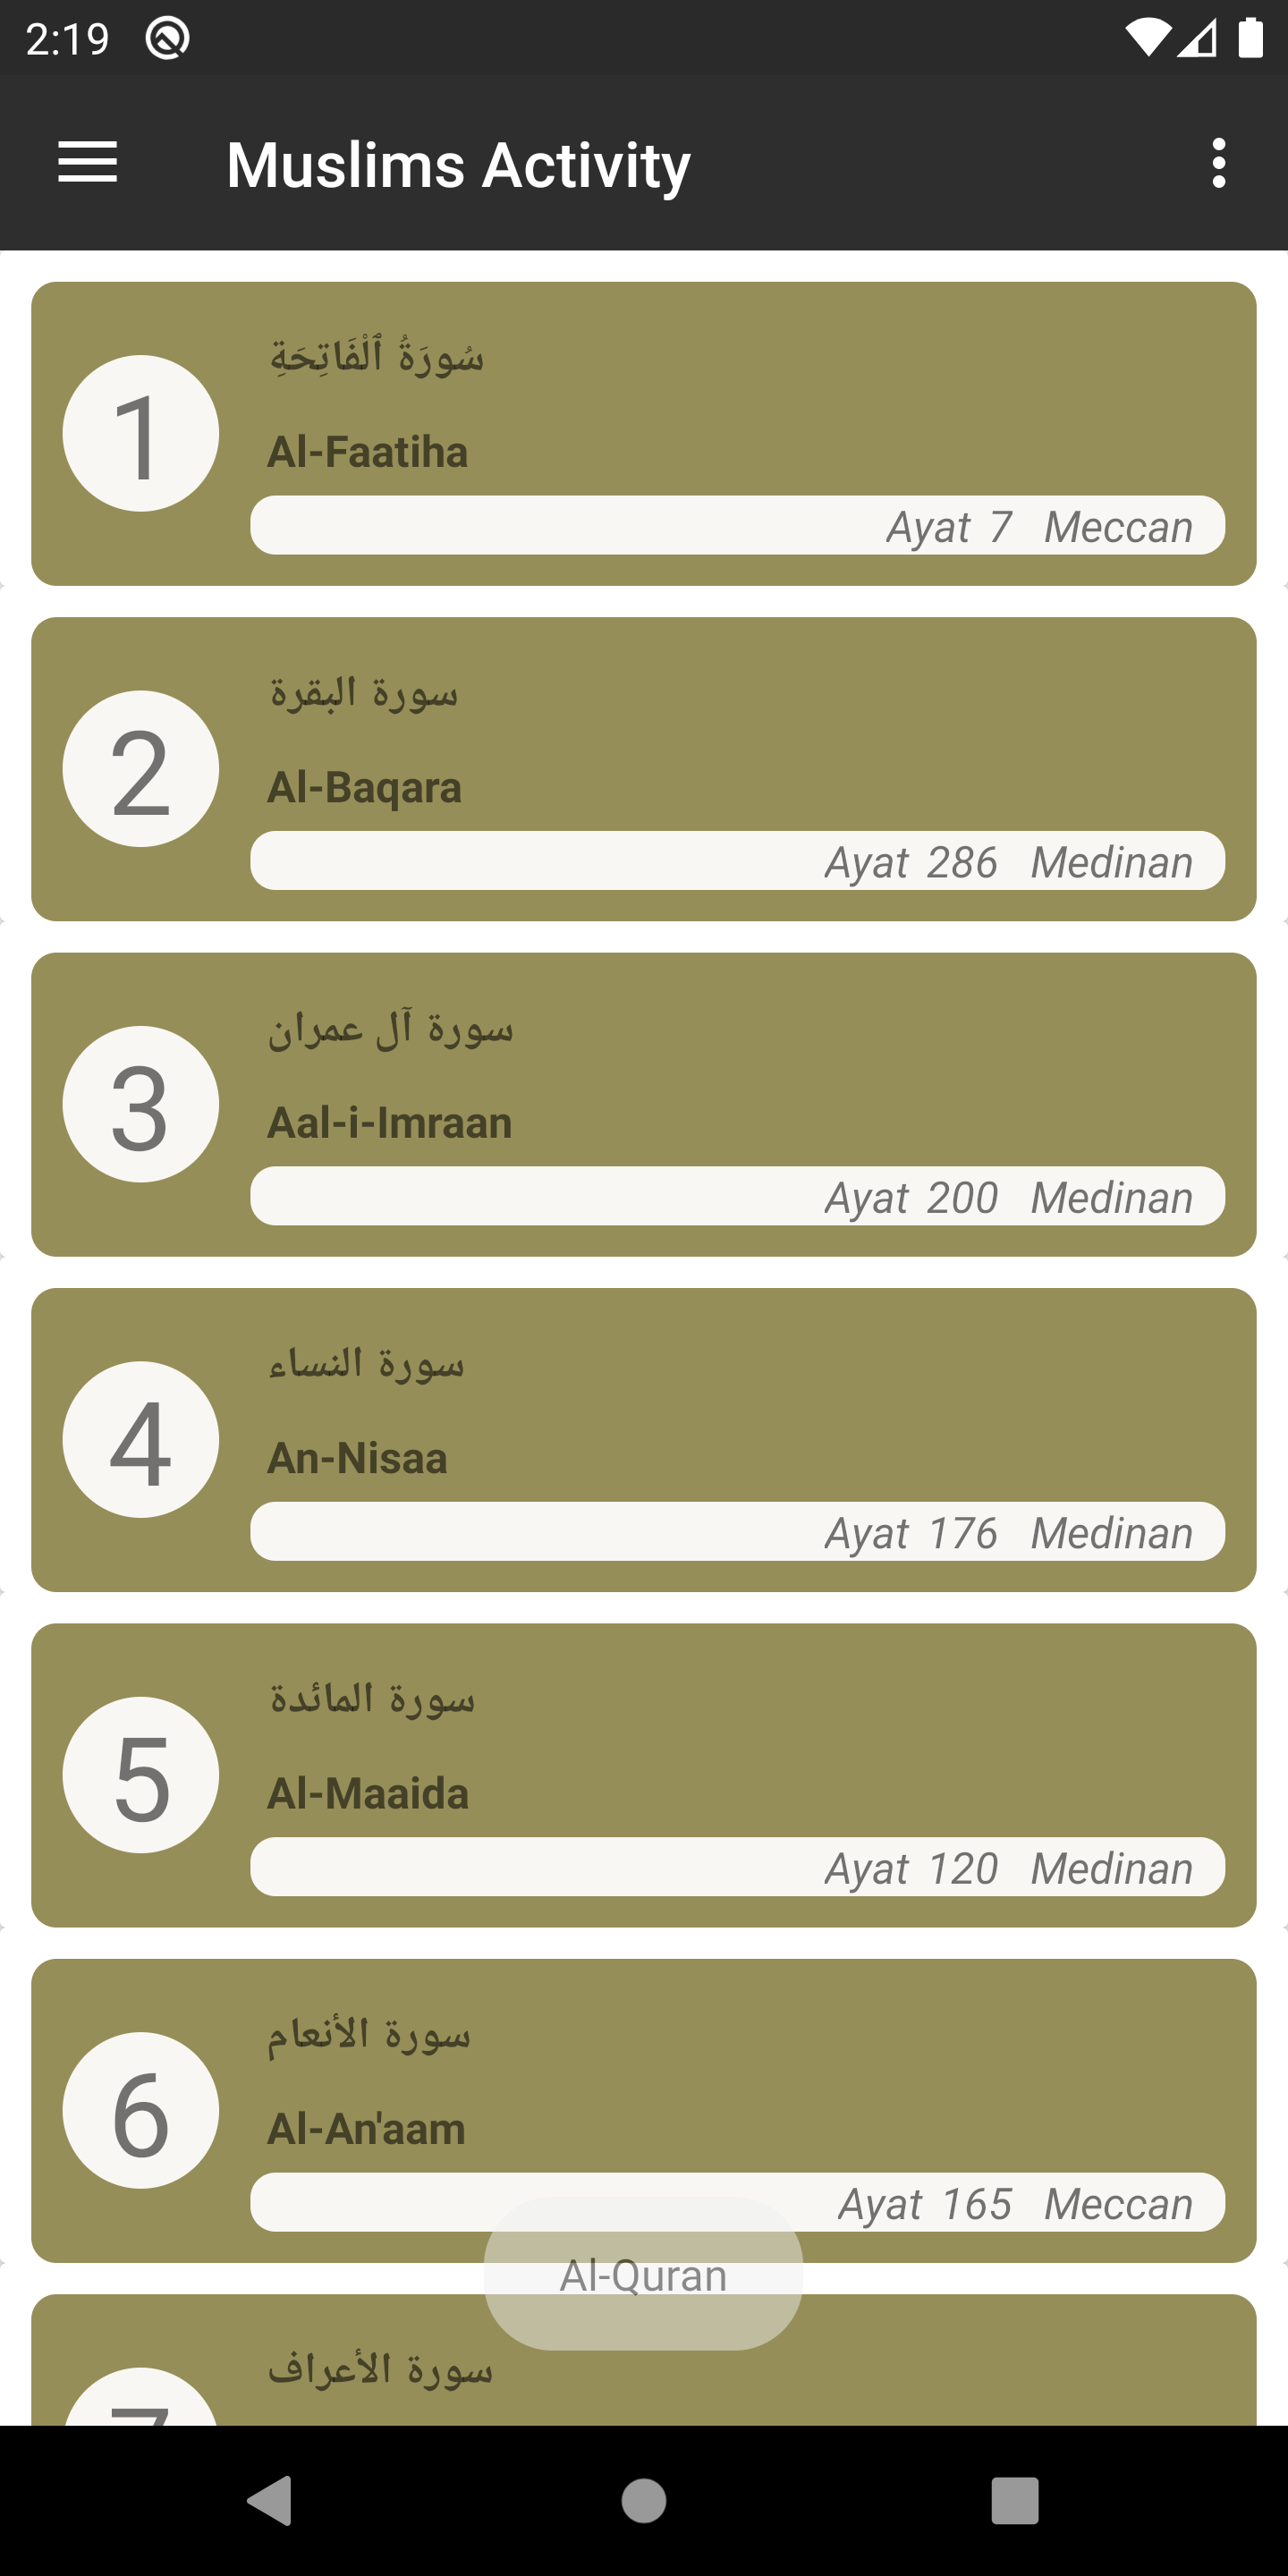 2:19
Muslims Activity
سُورَةُ ٱلْفَاتِحَةِ
1
Al-Faatiha
Ayat 7 Meccan
سورة البقرة
2
Al-Baqara
Ayat 286 Medinan
سورة آل عمران
3
Aal-i-Imraan
Ayat 200 Medinan
سورة النساء
4
An-Nisaa
Ayat 176 Medinan
سورة المائدة
5
Al-Maaida
Ayat 120 Medinan
سورة الأنعام
6
Al-An'aam
Ayat 165 Meccan
Al-Quran
سورة الأعراف
7